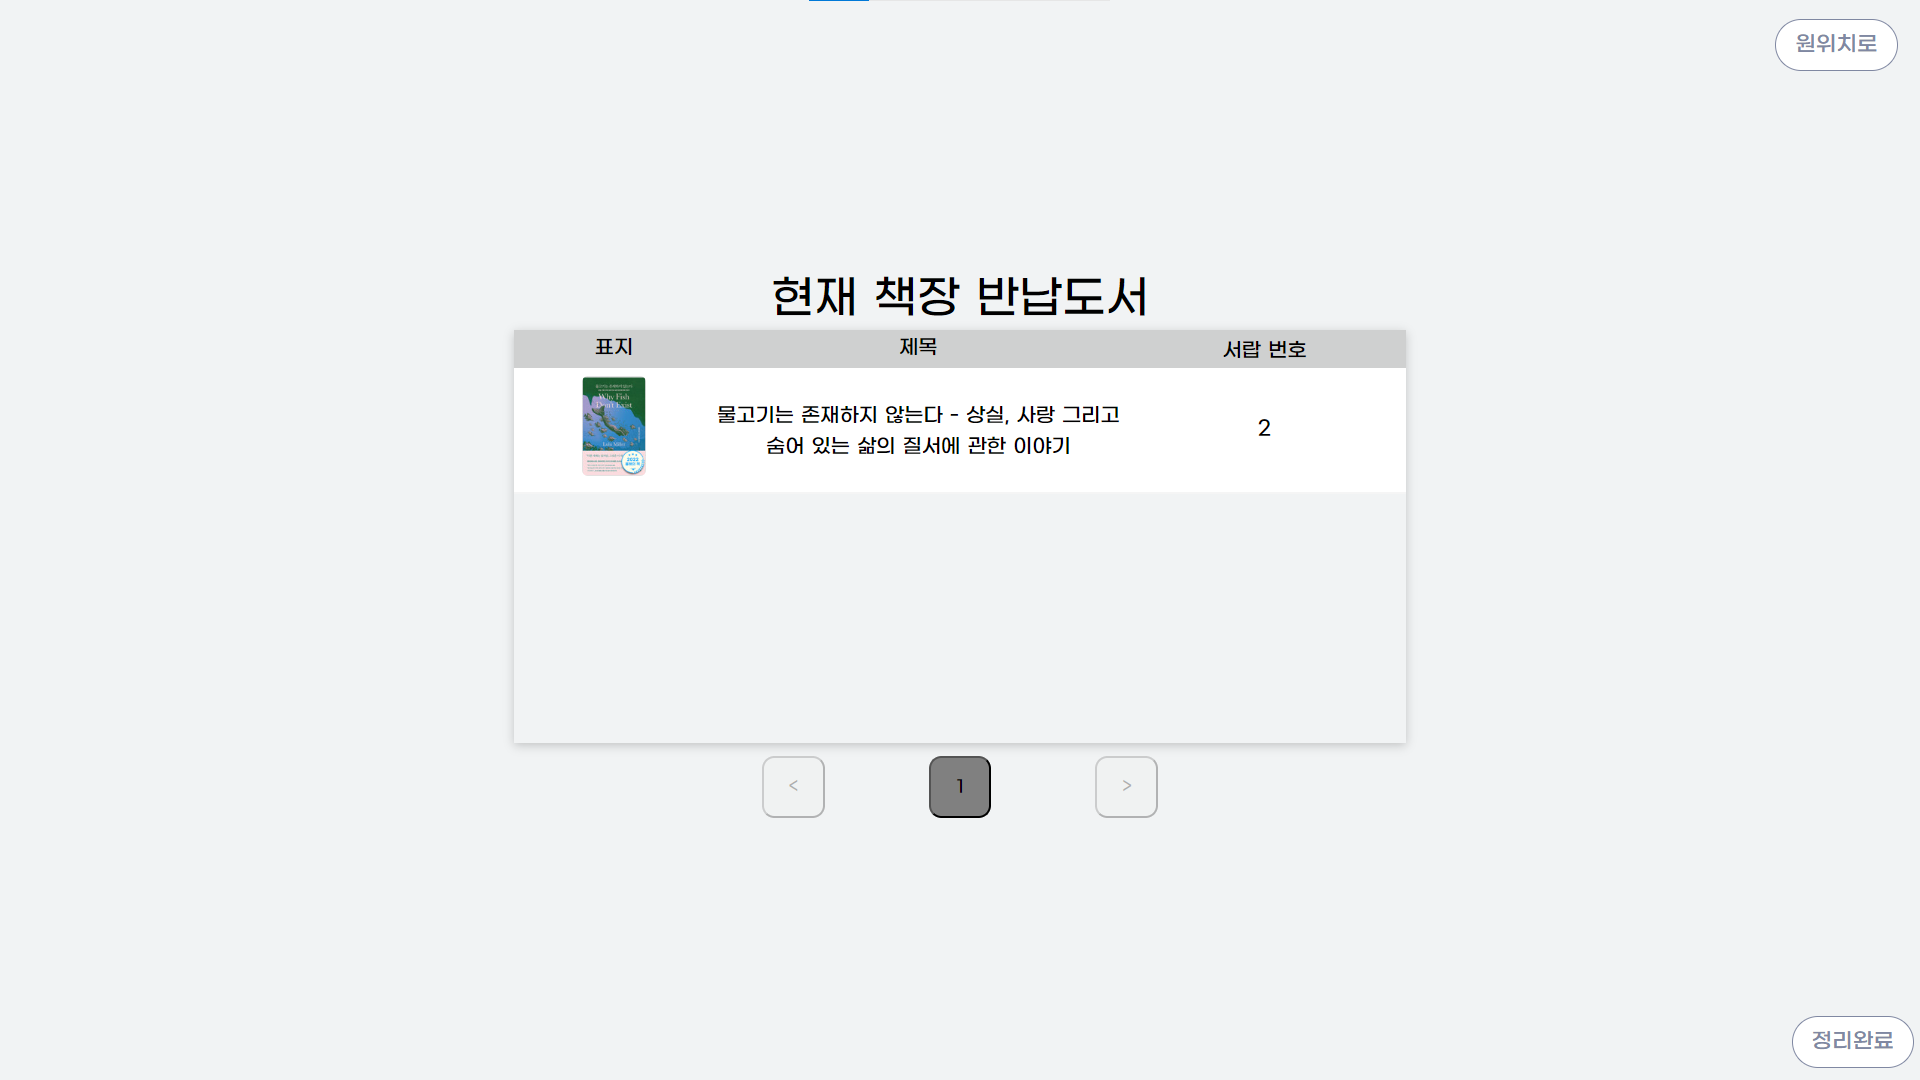 원위치로
현재 책장 반납도서
표지 제목 서랍 번호
Why Fish
Don't Exist
물고기는 존재하지 않는다 - 상실, 사랑 그리고
숨어 있는 삶의 질서에 관한 이야기
2
< 1 >
정리완료